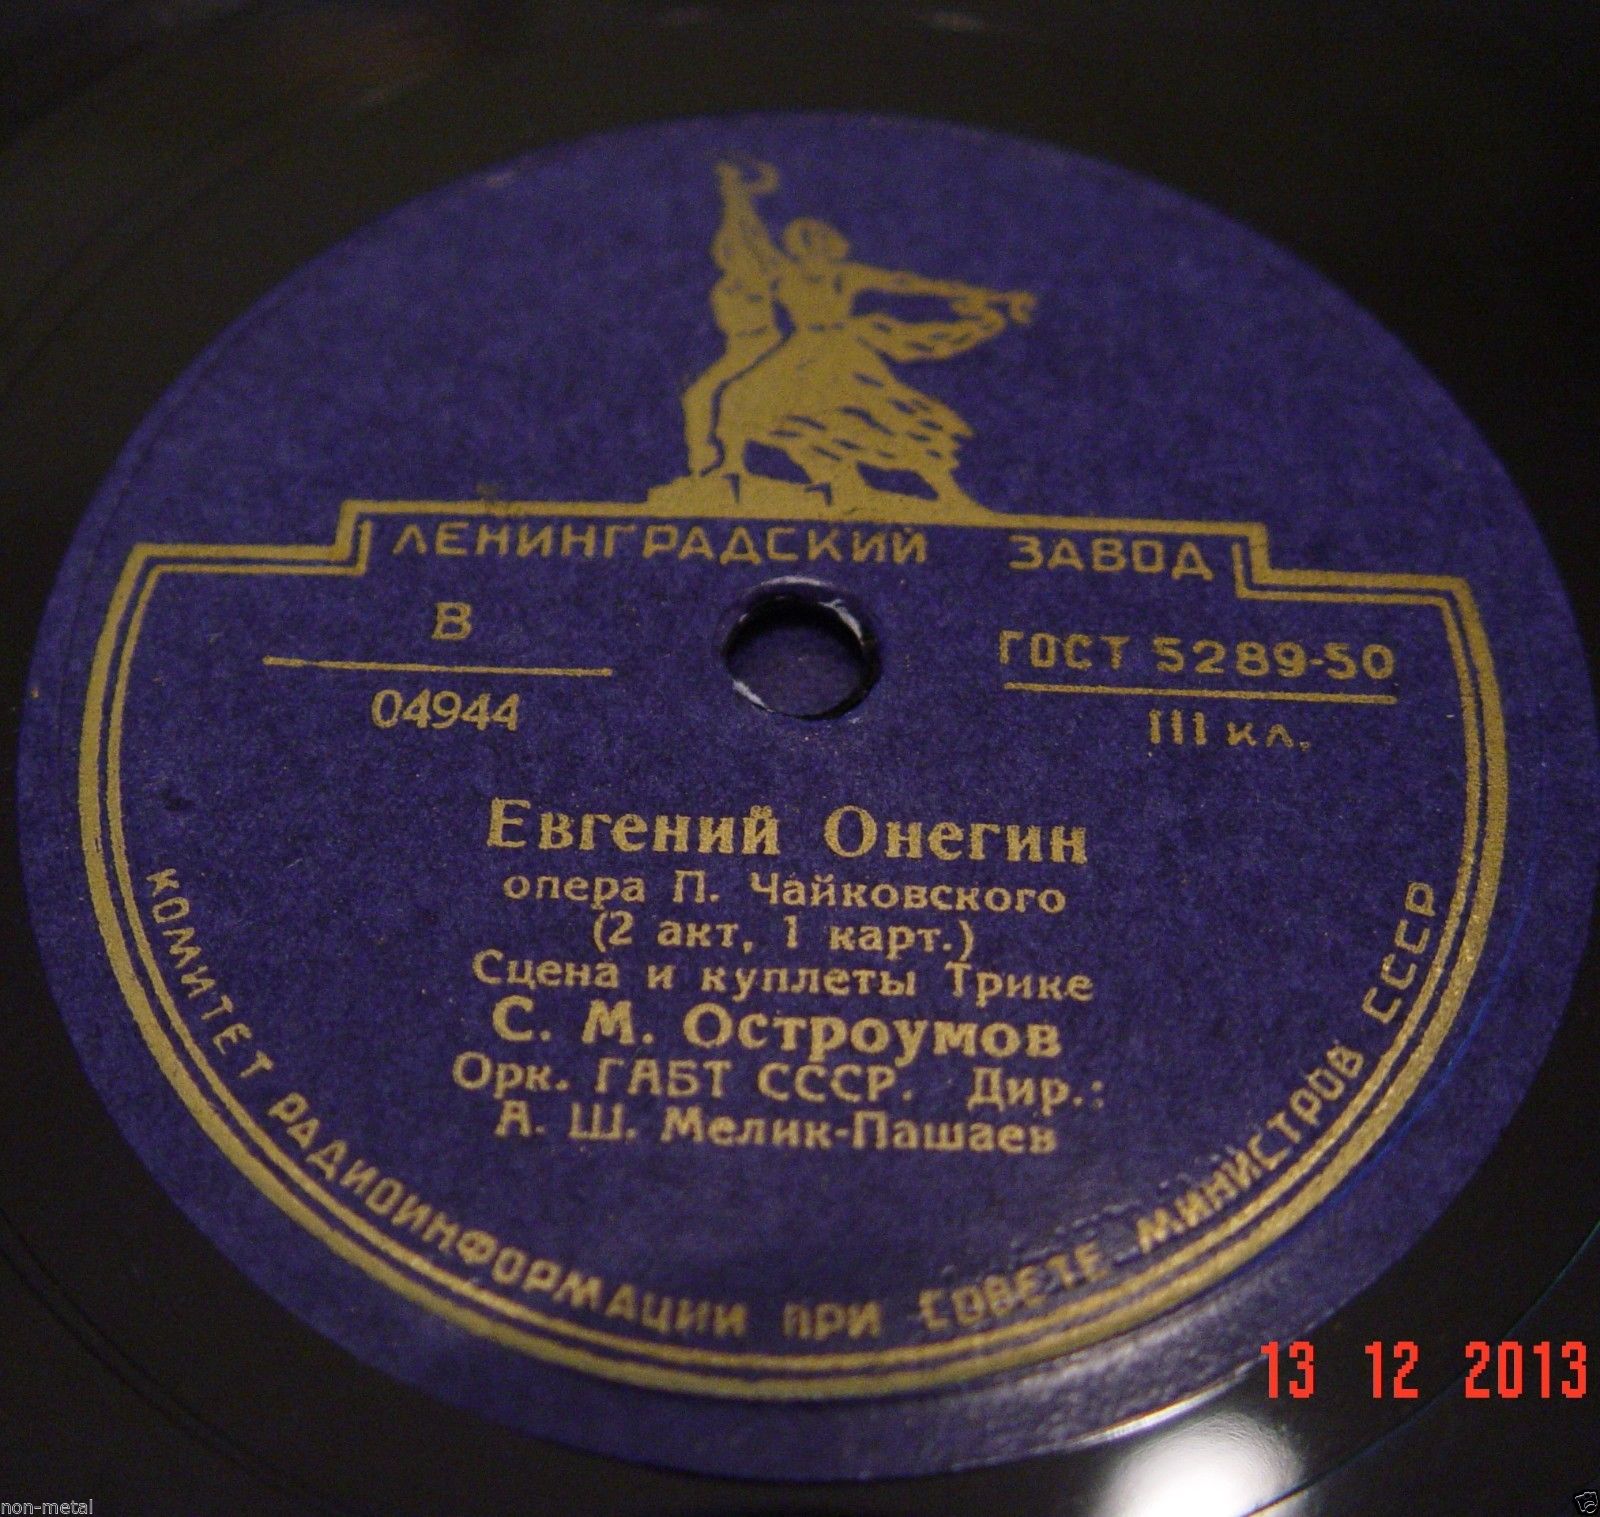 ЛЕНИНГРАДСКИЙ ЗАВОД
В
04944
ГОСТ 5289-50
III кл.
Евгений Онегин
опера П. Чайковского
(2 акт, 1 карт.)
Сцена и куплеты Трике
С. М. Остроумов
Орк. ГАБТ СССР. Дир.:
А. Ш. Мелик-Пашаев
КОМИТЕТ РАДИОИНФОРМАЦИИ ПРИ СОВЕТЕ МИНИСТРОВ СССР
13 12 2013
non-metal